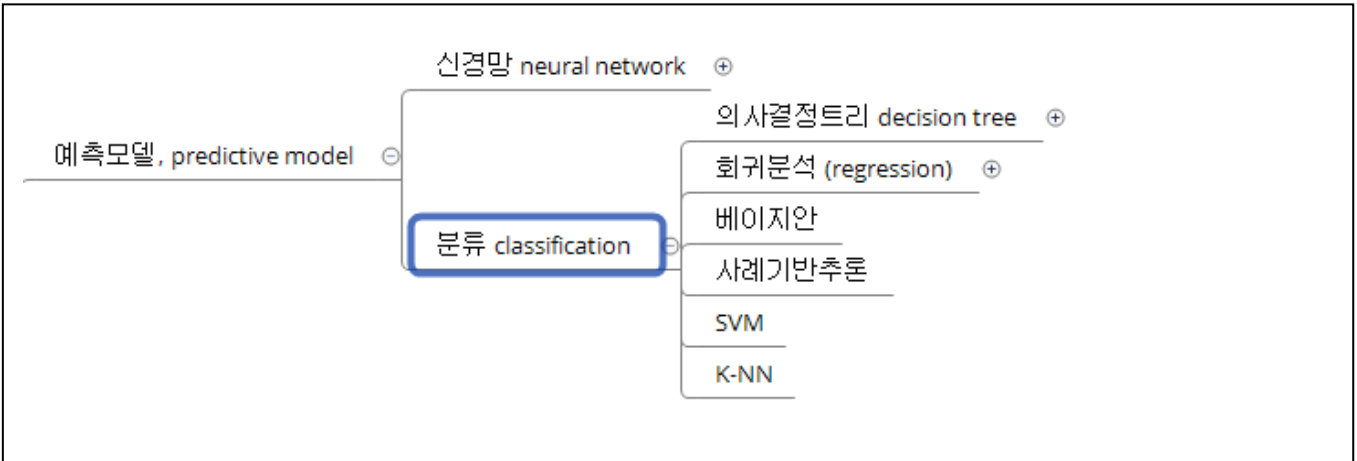 신경망 neural network
의사결정트리 decision tree
예측모델, predictive model
회귀분석 (regression)
베이지안
분류 classification
사례기반추론
SVM
K-NN